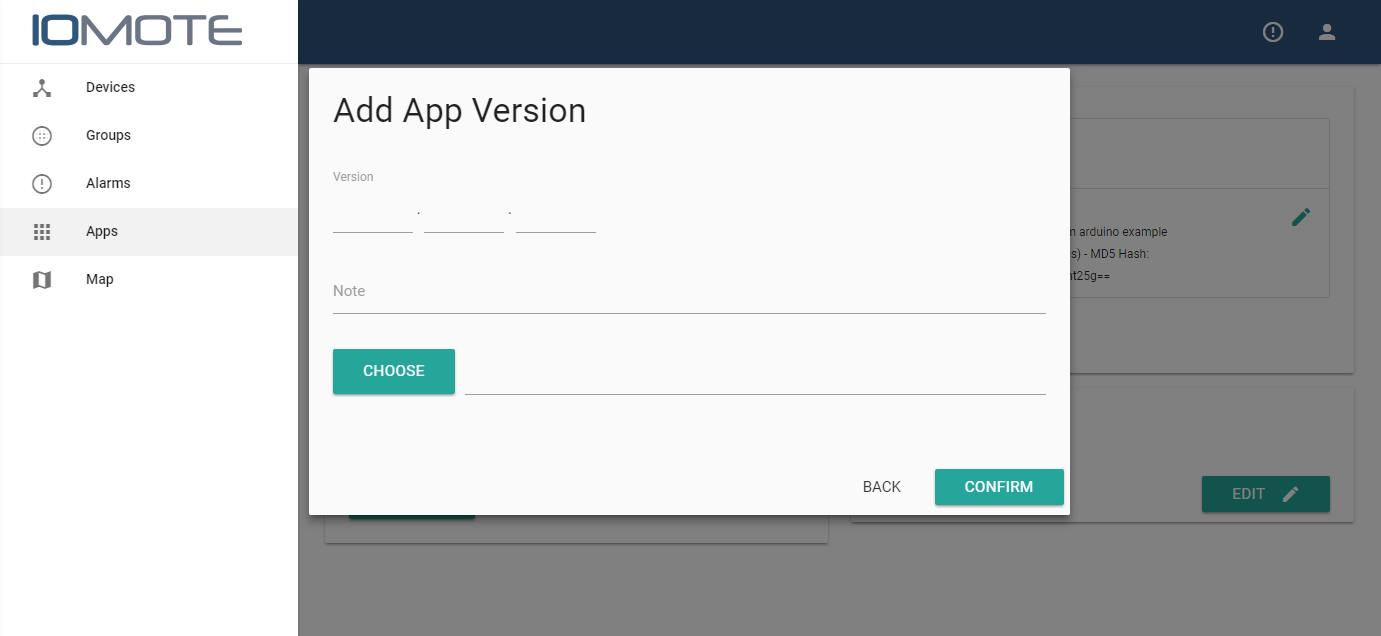 IOMOTE
Devices
Groups
Alarms
Apps
Map
Add App Version
Version
. .
Note
CHOOSE
BACK
CONFIRM
arduino example
- MD5 Hash:
EDIT